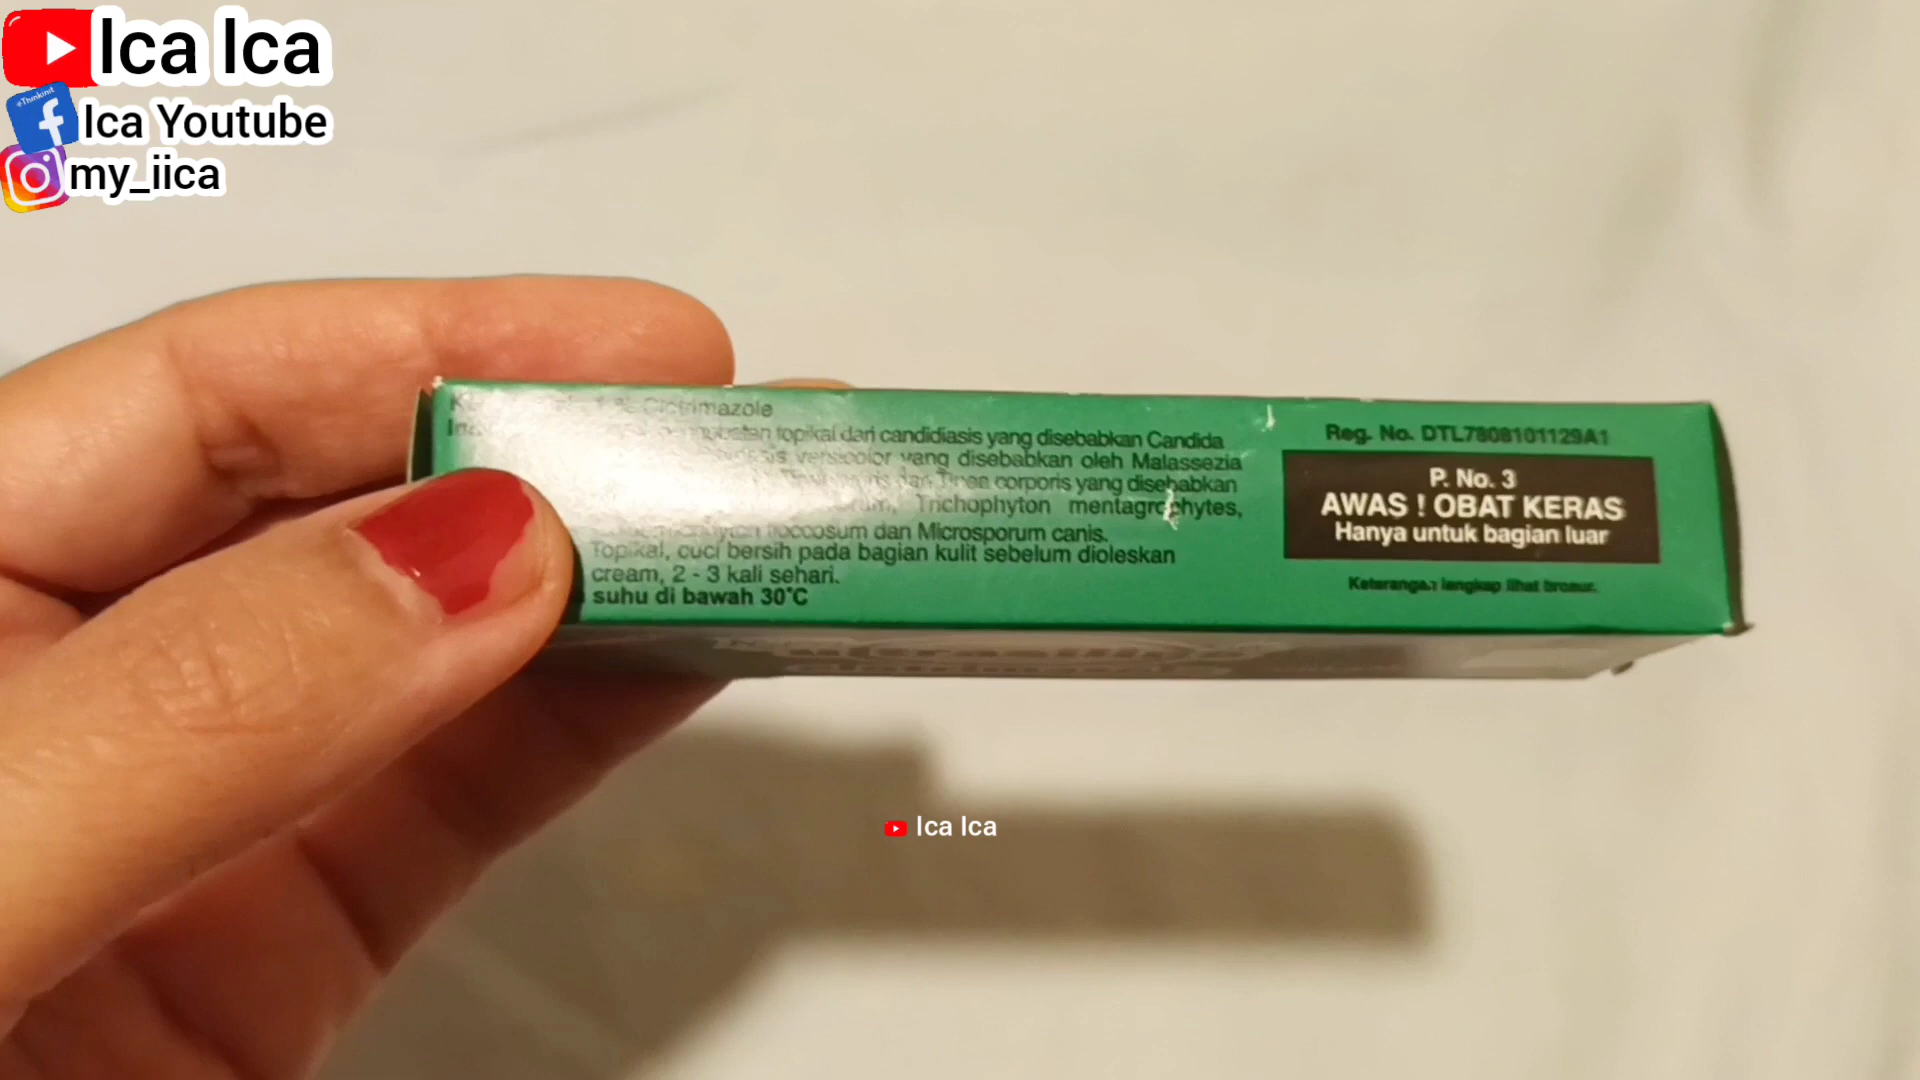 Ica Ica
Ica Youtube
my_iica
1 % Clotrimazole
topikal dari candidiasis yang disebabkan Candida
versicolor yang disebabkan oleh Malassezia
dan Tinea corporis yang disebabkan
Trichophyton mentagrophytes,
floccosum dan Microsporum canis.
Topikal, cuci bersih pada bagian kulit sebelum dioleskan
cream, 2 - 3 kali sehari.
suhu di bawah 30°C
Reg. No. DTL7808101129A1
P. No. 3
AWAS ! OBAT KERAS
Hanya untuk bagian luar
Keterangan lengkap lihat brosur.
Ica Ica